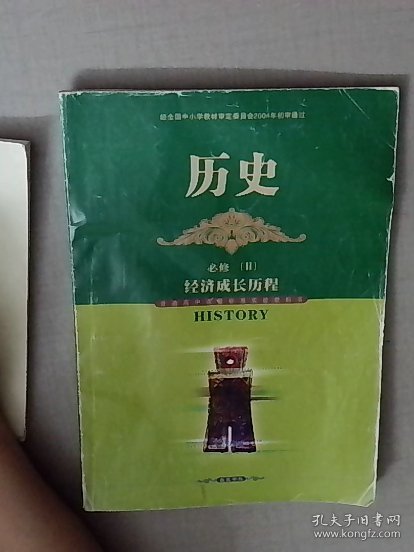 经全国中小学教材审定委员会2004年初审通过
历史
必修 (II)
经济成长历程
普通高中课程标准实验教科书
HISTORY
孔夫子旧书网
www.kongfz.com